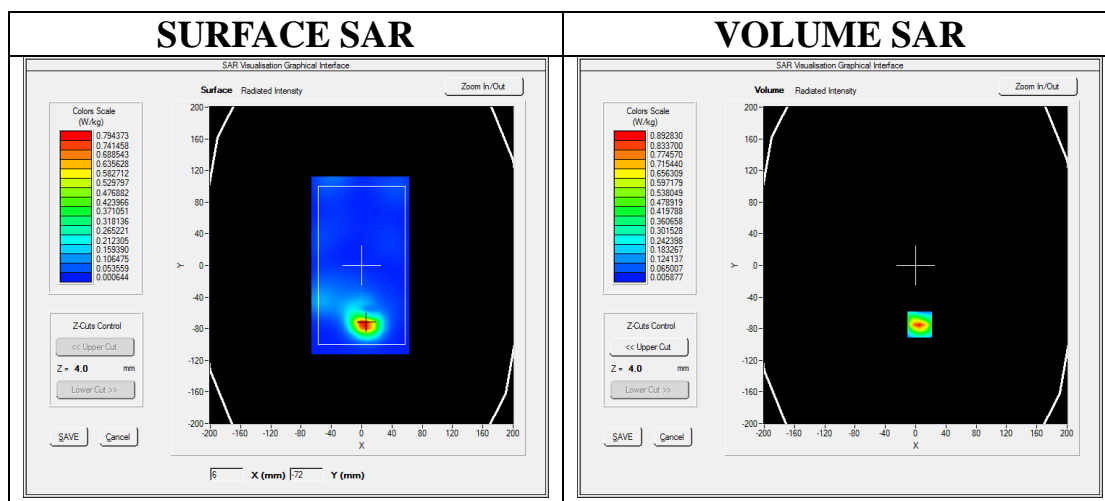 SURFACE SAR
VOLUME SAR
SAR Visualisation Graphical Interface
Surface Radiated Intensity
Zoom In/Out
Colors Scale
(W/kg)
0.794373
0.741458
0.688543
0.635628
0.582712
0.529797
0.476882
0.423966
0.371051
0.318136
0.265221
0.212305
0.159390
0.106475
0.053559
0.000644
200
160
120
80
40
0
-40
-80
-120
-160
-200
Y
-200 -160 -120 -80 -40 0 40 80 120 160 200
X
Z-Cuts Control
<< Upper Cut
Z = 4.0 mm
Lower Cut >>
SAVE Cancel
6 X (mm) -72 Y (mm)
SAR Visualisation Graphical Interface
Volume Radiated Intensity
Zoom In/Out
Colors Scale
(W/kg)
0.892830
0.833700
0.774570
0.715440
0.656309
0.597179
0.538049
0.478919
0.419788
0.360658
0.301528
0.242398
0.183267
0.124137
0.065007
0.005877
200
160
120
80
40
0
-40
-80
-120
-160
-200
Y
-200 -160 -120 -80 -40 0 40 80 120 160 200
X
Z-Cuts Control
<< Upper Cut
Z = 4.0 mm
Lower Cut >>
SAVE Cancel